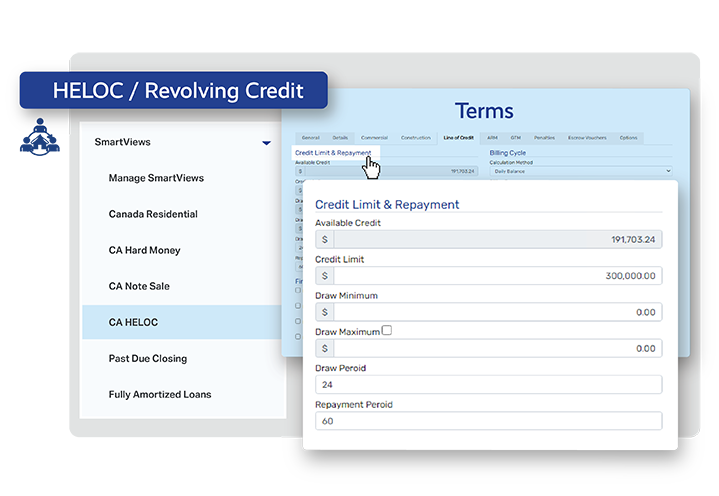 HELOC / Revolving Credit
SmartViews
Manage SmartViews
Canada Residential
CA Hard Money
CA Note Sale
CA HELOC
Past Due Closing
Fully Amortized Loans
Terms
General Details Commercial Construction Line of Credit ARM GTM Penalties Escrow Vouchers Options
Credit Limit & Repayment
Billing Cycle
Available Credit
Calculation Method
$ 191,703.24
Daily Balance
Credit Limit & Repayment
Available Credit
$ 191,703.24
Credit Limit
$ 300,000.00
Draw Minimum
$ 0.00
Draw Maximum
$ 0.00
Draw Peroid
24
Repayment Peroid
60